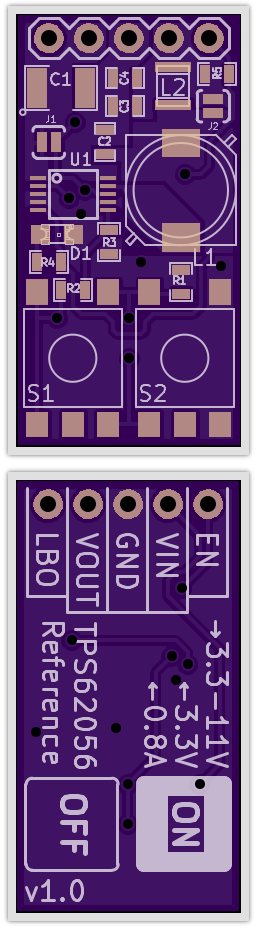 C1
C4
C3
L2
R5
J2
J1
C2
U1
R3
D1
L1
R4
R1
R2
S1
S2
LBO
VOUT
GND
VIN
EN
TPS62056
Reference
→3.3-11V
←3.3V
←0.8A
OFF
ON
v1.0